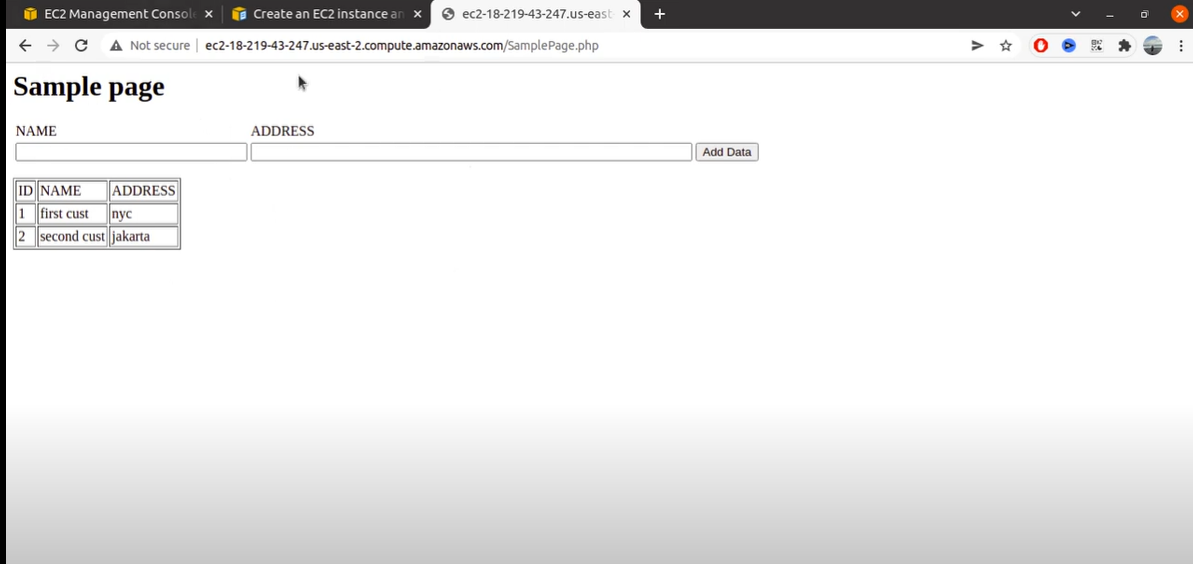 EC2 Management Consol
Create an EC2 instance an
ec2-18-219-43-247.us-east
Not secure
ec2-18-219-43-247.us-east-2.compute.amazonaws.com/SamplePage.php
Sample page
NAME ADDRESS
Add Data
ID NAME ADDRESS
1 first cust nyc
2 second cust jakarta